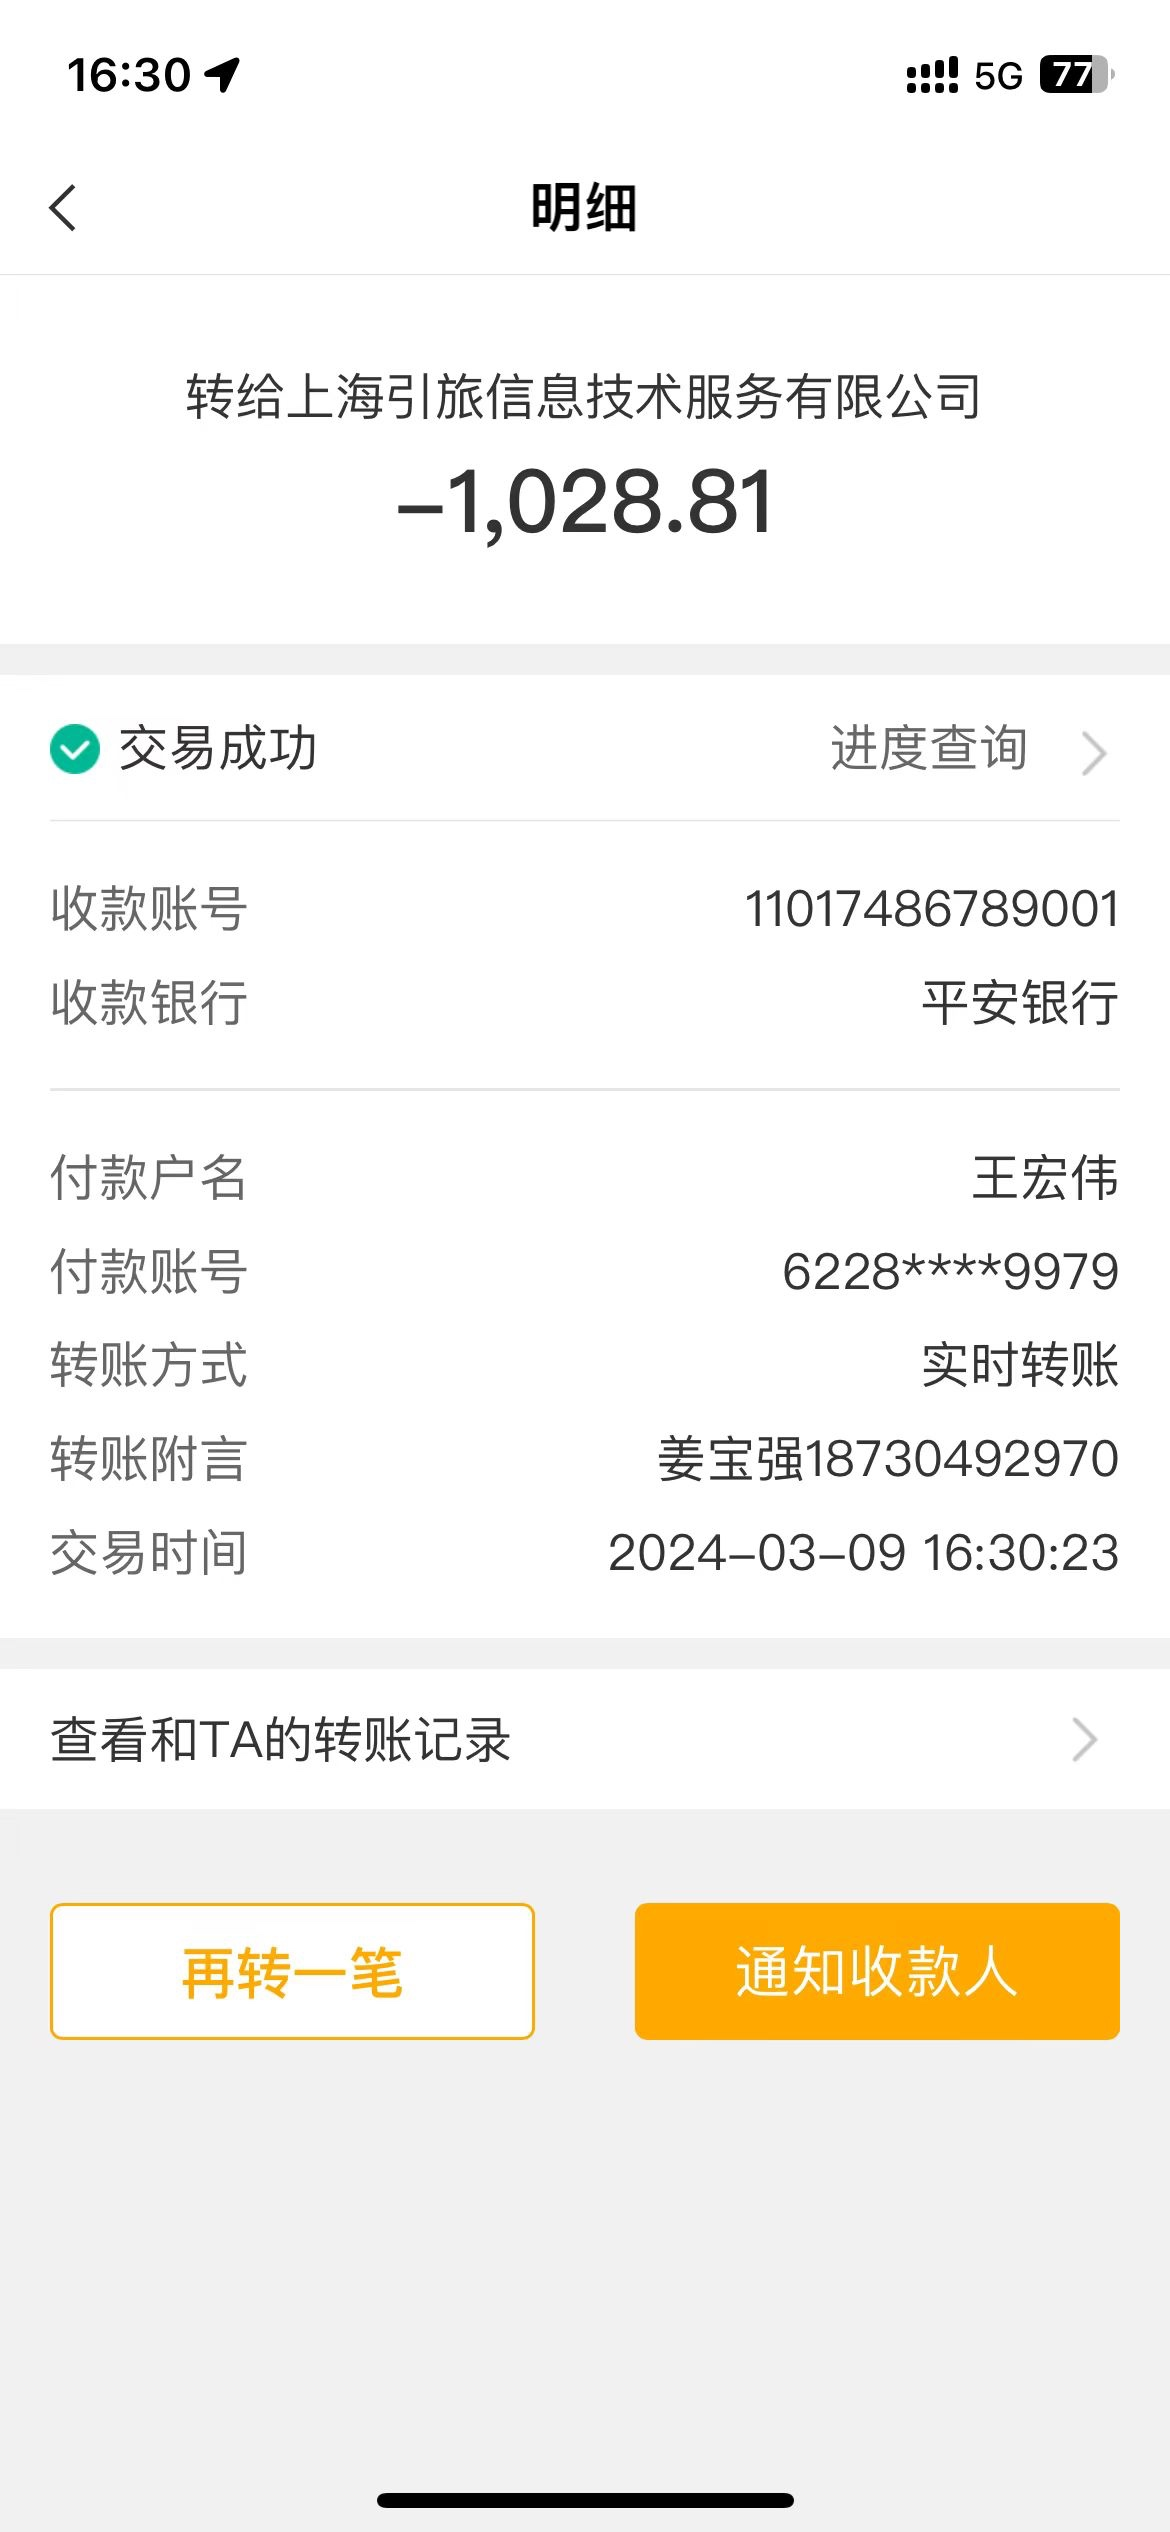 16:30 5G 77
明细
转给上海引旅信息技术服务有限公司
-1,028.81
交易成功 进度查询
收款账号 11017486789001
收款银行 平安银行
付款户名 王宏伟
付款账号 6228****9979
转账方式 实时转账
转账附言 姜宝强18730492970
交易时间 2024-03-09 16:30:23
查看和TA的转账记录
再转一笔 通知收款人